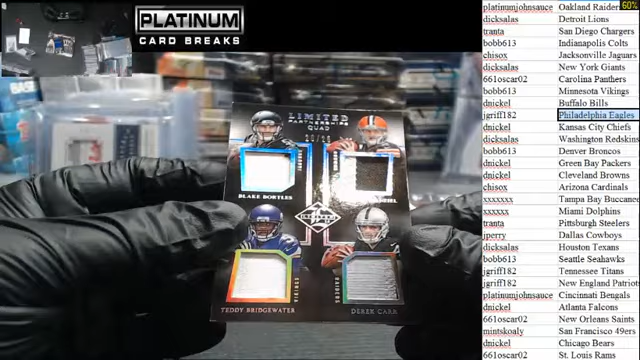 PLATINUM
CARD BREAKS
60%
platinumjohnsauce Oakland Raiders
dicksalas Detroit Lions
tranta San Diego Chargers
bobb613 Indianapolis Colts
chisox Jacksonville Jaguars
dicksalas New York Giants
661oscar02 Carolina Panthers
bobb613 Minnesota Vikings
dnickel Buffalo Bills
jgriff182 Philadelphia Eagles
dnickel Kansas City Chiefs
dicksalas Washington Redskins
bobb613 Denver Broncos
dnickel Green Bay Packers
dnickel Cleveland Browns
chisox Arizona Cardinals
xxxxxxx Tampa Bay Buccane
xxxxxx Miami Dolphins
tranta Pittsburgh Steelers
jperry Dallas Cowboys
dicksalas Houston Texans
bobb613 Seattle Seahawks
jgriff182 Tennessee Titans
jgriff182 New England Patriot
platinumjohnsauce Cincinnati Bengals
dnickel Atlanta Falcons
661oscar02 New Orleans Saints
mintskoaly San Francisco 49ers
dnickel Chicago Bears
661oscar02 St. Louis Rams
LIMITED
QUAD
BLAKE BORTLES
LIMITED
TEDDY BRIDGEWATER
DEREK CARR
RAIDERS